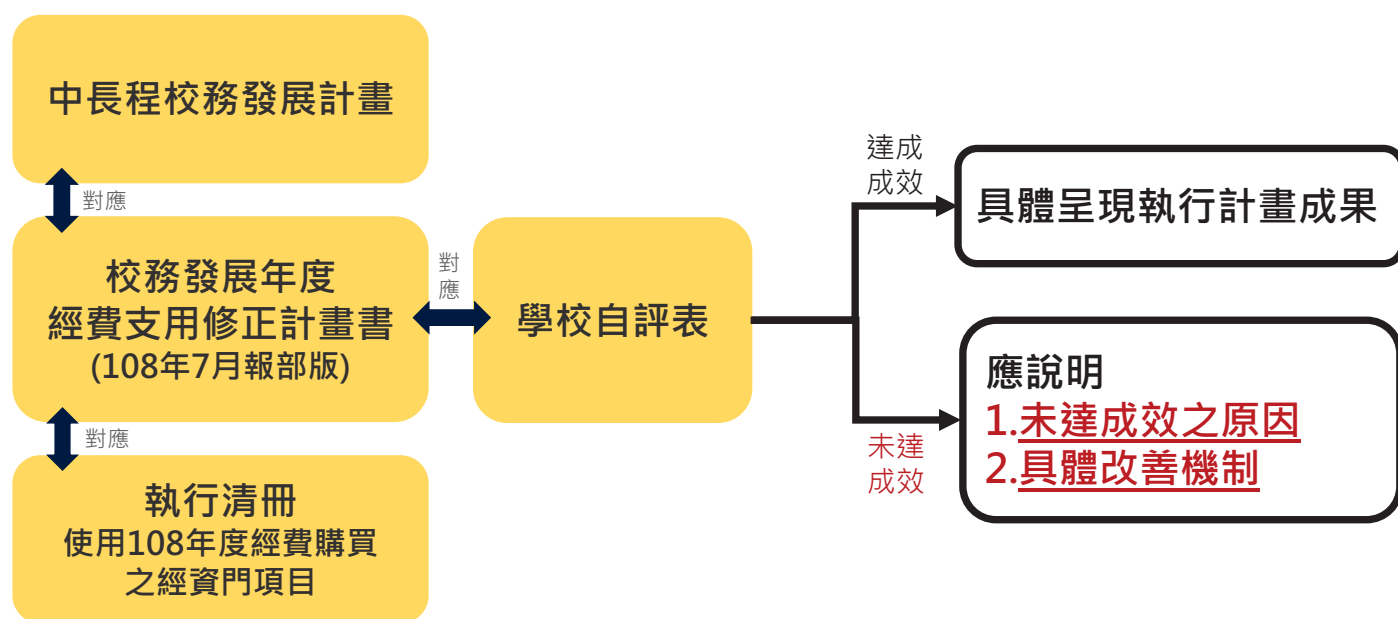 中長程校務發展計畫
對應
校務發展年度
經費支用修正計畫書
(108年7月報部版)
對應
執行清冊
使用108年度經費購買
之經資門項目
對
應
學校自評表
達成
成效
具體呈現執行計畫成果
未達
成效
應說明
1.未達成效之原因
2.具體改善機制